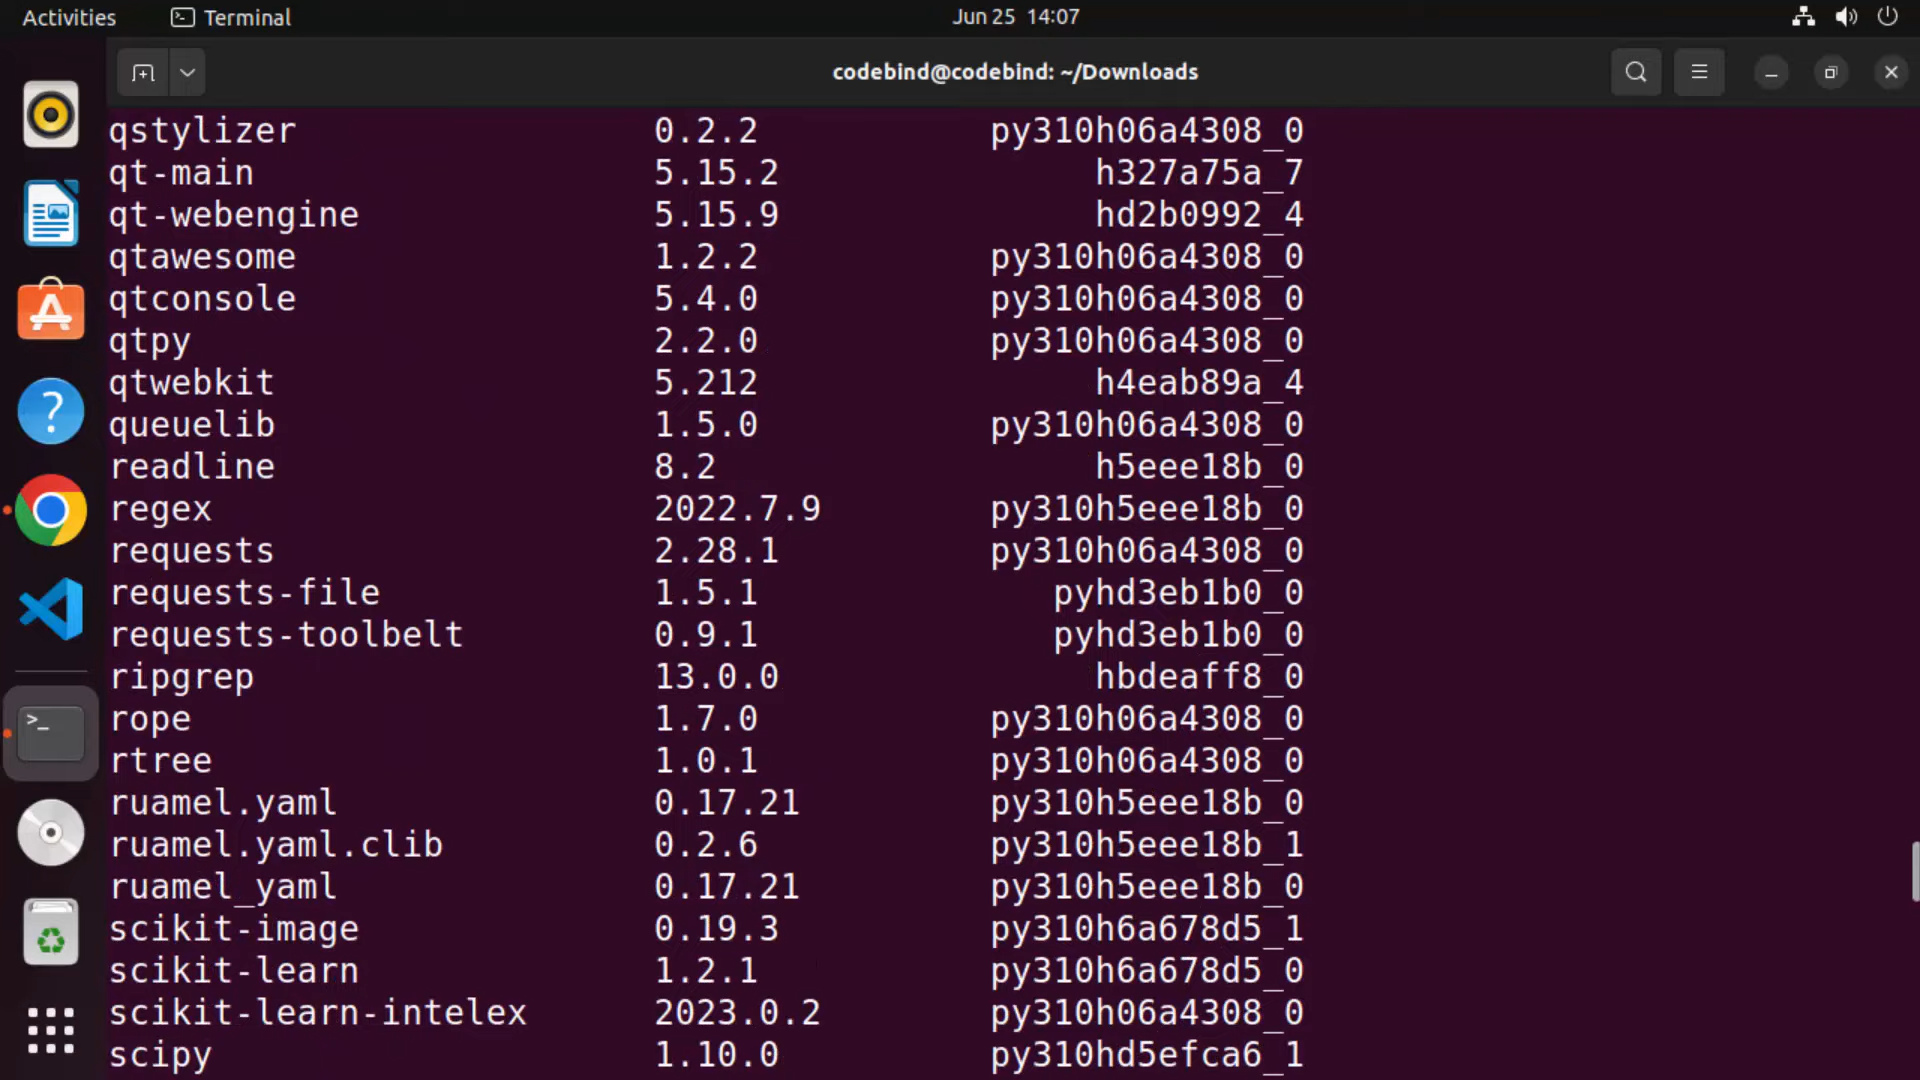 Activities Terminal Jun 25 14:07
codebind@codebind: ~/Downloads
qstylizer 0.2.2 py310h06a4308_0
qt-main 5.15.2 h327a75a_7
qt-webengine 5.15.9 hd2b0992_4
qtawesome 1.2.2 py310h06a4308_0
qtconsole 5.4.0 py310h06a4308_0
qtpy 2.2.0 py310h06a4308_0
qtwebkit 5.212 h4eab89a_4
queuelib 1.5.0 py310h06a4308_0
readline 8.2 h5eee18b_0
regex 2022.7.9 py310h5eee18b_0
requests 2.28.1 py310h06a4308_0
requests-file 1.5.1 pyhd3eb1b0_0
requests-toolbelt 0.9.1 pyhd3eb1b0_0
ripgrep 13.0.0 hbdeaff8_0
rope 1.7.0 py310h06a4308_0
rtree 1.0.1 py310h06a4308_0
ruamel.yaml 0.17.21 py310h5eee18b_0
ruamel.yaml.clib 0.2.6 py310h5eee18b_1
ruamel_yaml 0.17.21 py310h5eee18b_0
scikit-image 0.19.3 py310h6a678d5_1
scikit-learn 1.2.1 py310h6a678d5_0
scikit-learn-intelex 2023.0.2 py310h06a4308_0
scipy 1.10.0 py310hd5efca6_1